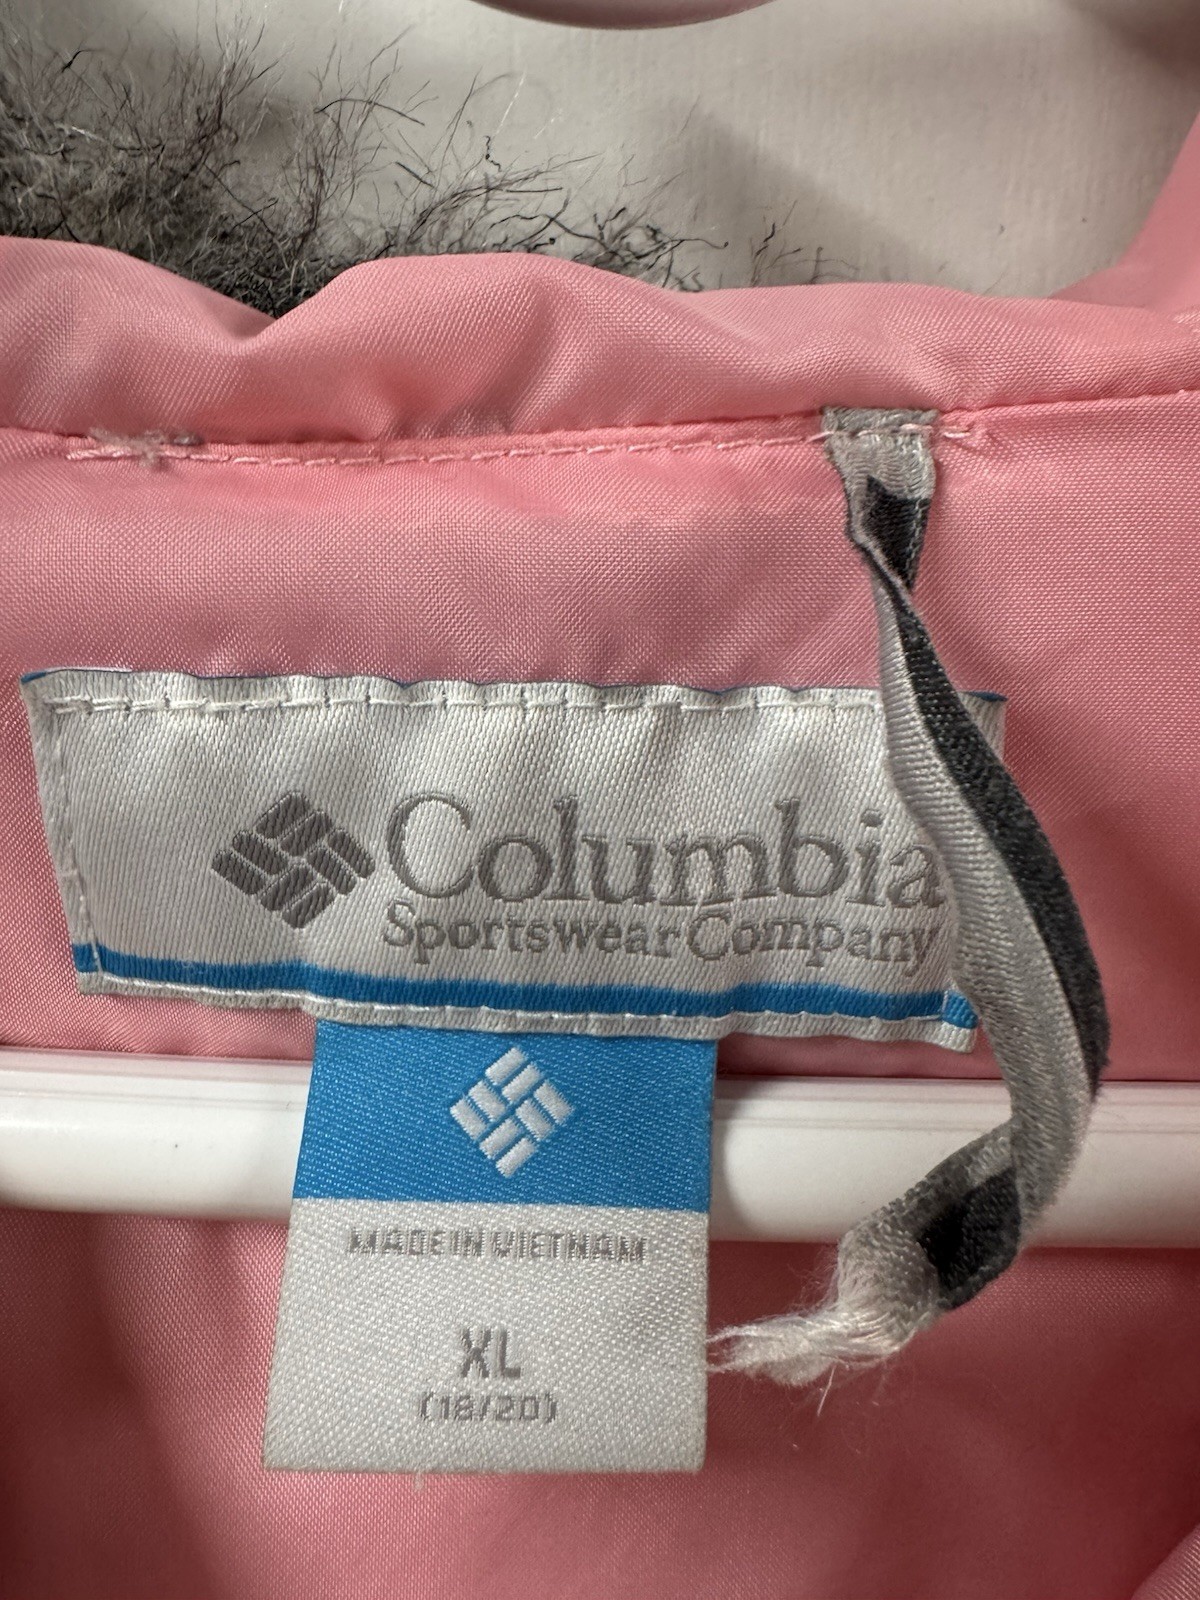 Columbia
Sportswear Company
MADE IN VIETNAM
XL
(18/20)